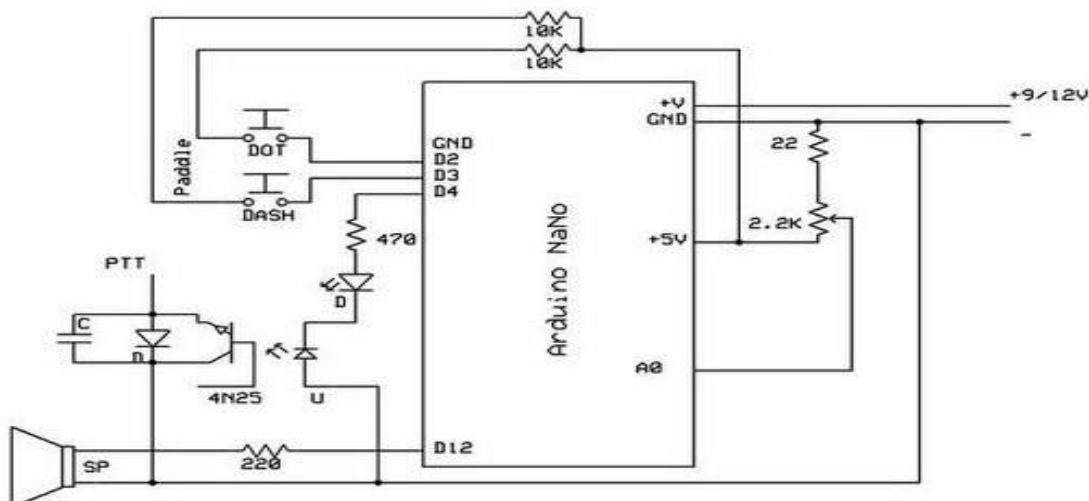 10K
10K
+V
+9/12V
GND
-
22
DOT
GND
D2
D3
Paddle
DASH
D4
2.2K
470
+5V
PTT
Arduino NaNo
D
C
D
A0
4N25
U
D12
SP
220